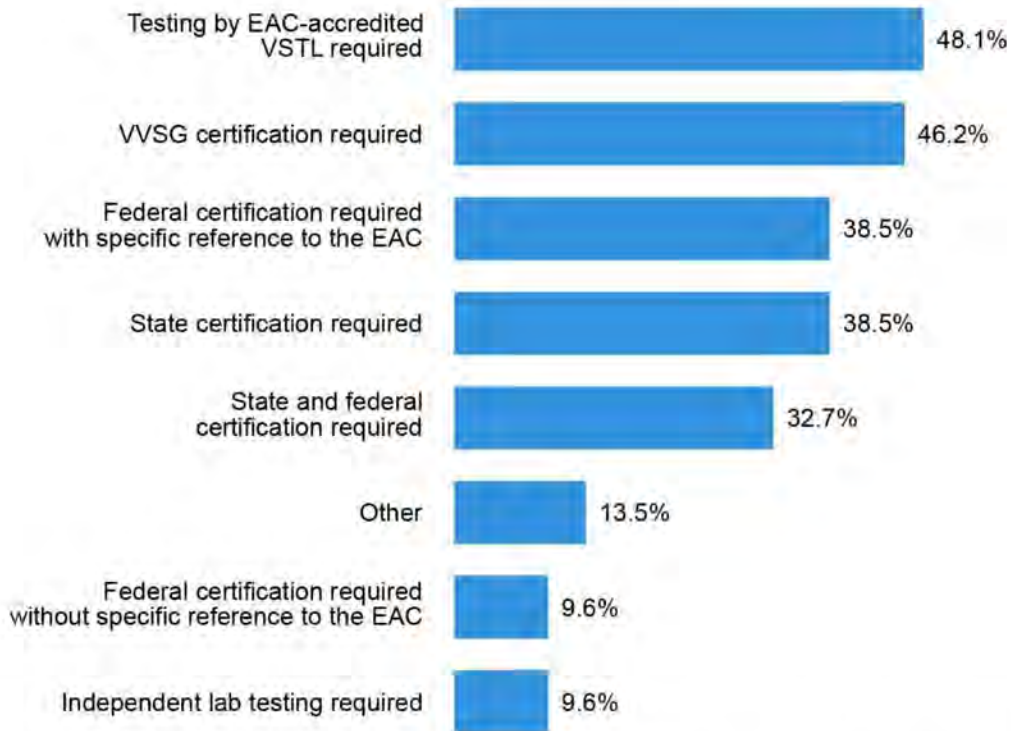 Testing by EAC-accredited
VSTL required
48.1%
VVSG certification required
46.2%
Federal certification required
with specific reference to the EAC
38.5%
State certification required
38.5%
State and federal
certification required
32.7%
Other
13.5%
Federal certification required
without specific reference to the EAC
9.6%
Independent lab testing required
9.6%